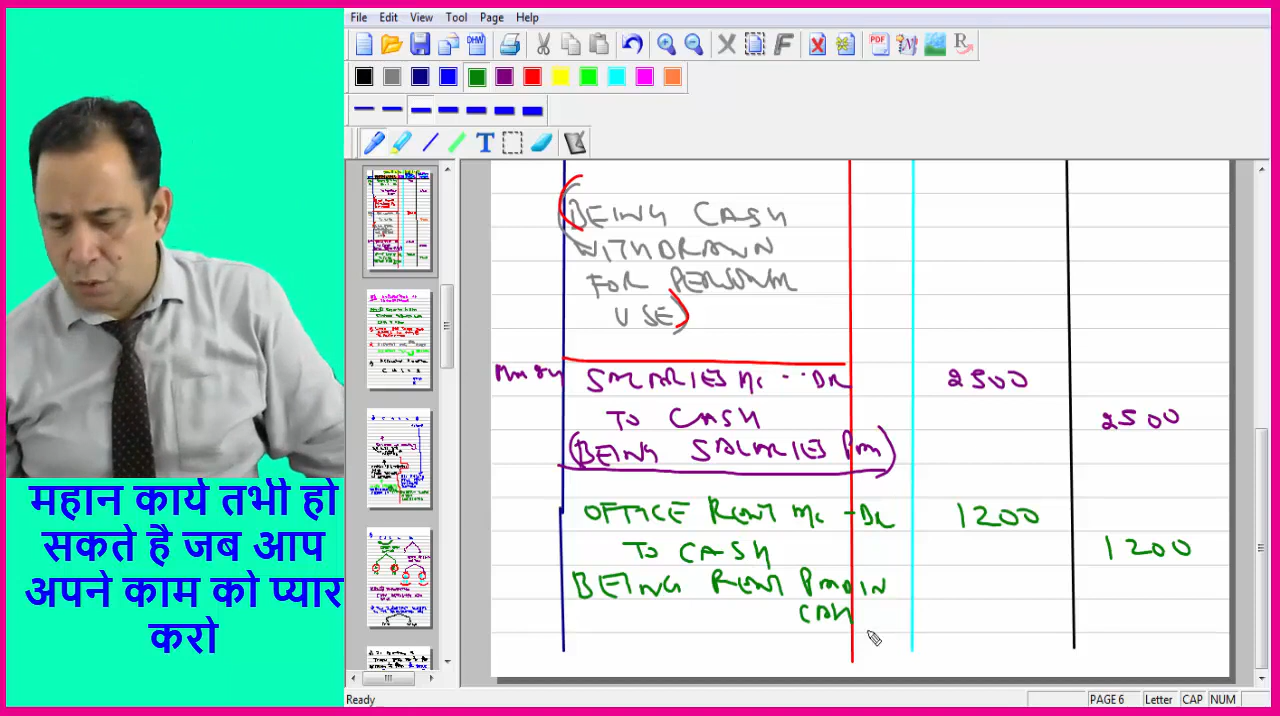 File Edit View Tool Page Help
DHW
PDF
R
(BEING CASH
WITHDRAWN
FOR PERSONAL
USE)
SALARIES A/c --Dr 2500
TO CASH 2500
(BEING SALARIES Paid)
OFFICE RENT A/c -Dr 1200
TO CASH 1200
BEING RENT Paid IN
CASH
महान कार्य तभी हो
सकते है जब आप
अपने काम को प्यार
करो
Ready PAGE 6 Letter CAP NUM